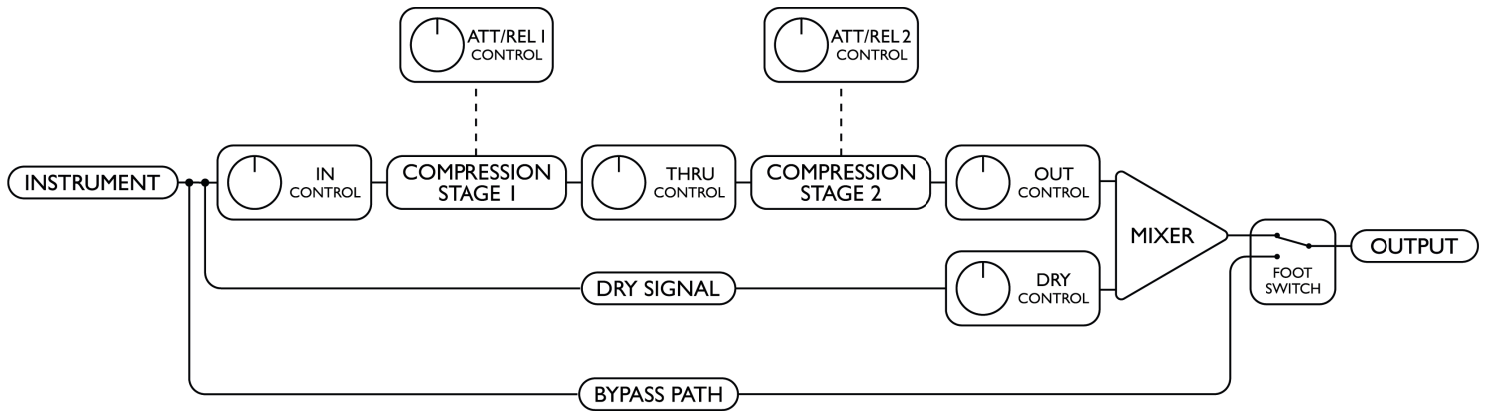 ATT/REL 1
CONTROL
ATT/REL 2
CONTROL
INSTRUMENT
IN
CONTROL
COMPRESSION
STAGE 1
THRU
CONTROL
COMPRESSION
STAGE 2
OUT
CONTROL
MIXER
OUTPUT
FOOT
SWITCH
DRY SIGNAL
DRY
CONTROL
BYPASS PATH